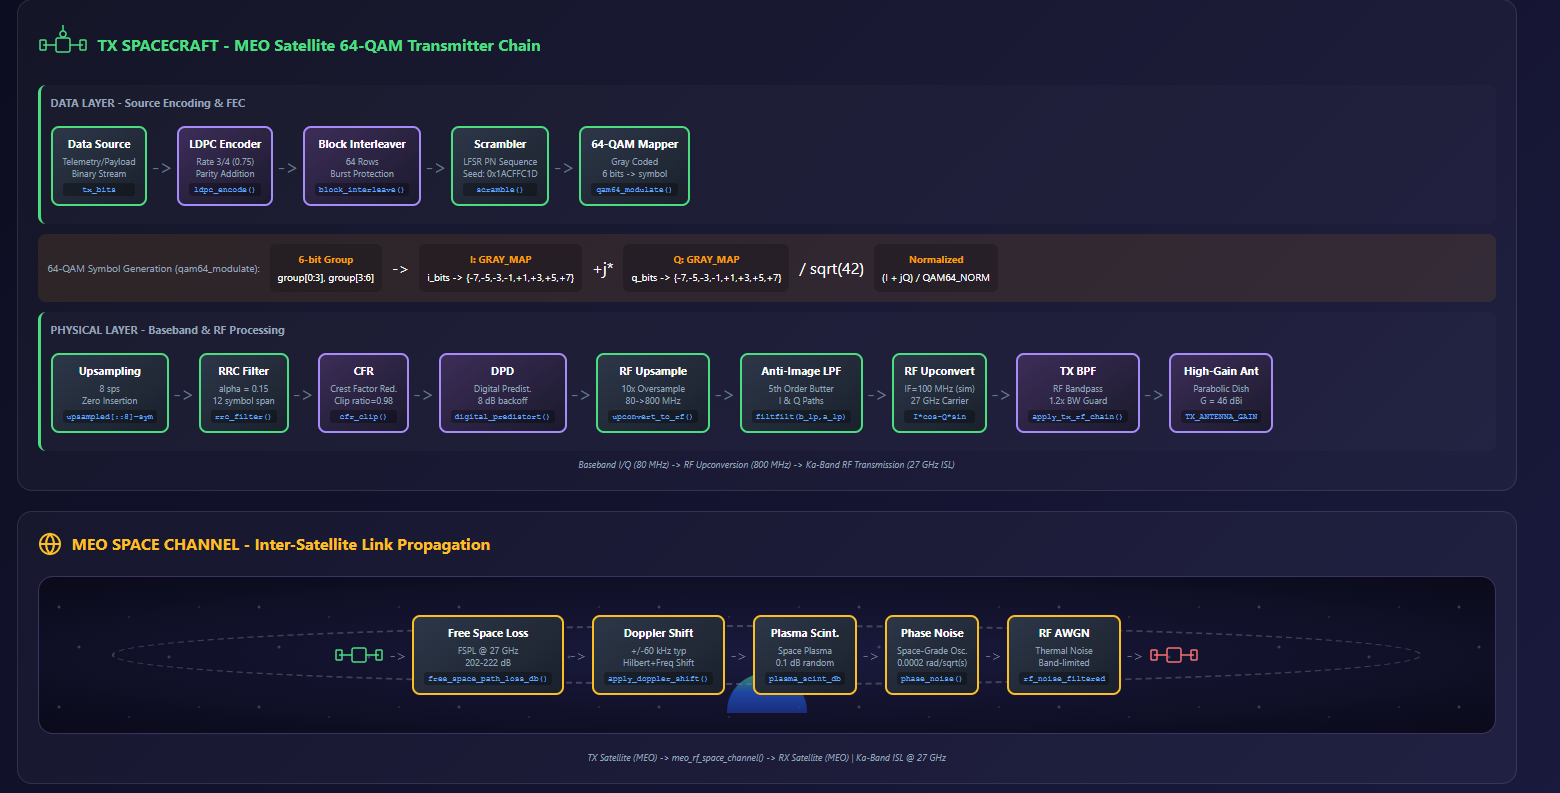 TX SPACECRAFT - MEO Satellite 64-QAM Transmitter Chain
DATA LAYER - Source Encoding & FEC
Data Source
Telemetry/Payload
Binary Stream
tx_bits
->
LDPC Encoder
Rate 3/4 (0.75)
Parity Addition
ldpc_encode()
->
Block Interleaver
64 Rows
Burst Protection
block_interleave()
->
Scrambler
LFSR PN Sequence
Seed: 0x1ACFFC1D
scramble()
->
64-QAM Mapper
Gray Coded
6 bits -> symbol
qam64_modulate()
64-QAM Symbol Generation (qam64_modulate):
6-bit Group
group[0:3], group[3:6]
->
I: GRAY_MAP
i_bits -> {-7,-5,-3,-1,+1,+3,+5,+7}
+j*
Q: GRAY_MAP
q_bits -> {-7,-5,-3,-1,+1,+3,+5,+7}
/ sqrt(42)
Normalized
(I + jQ) / QAM64_NORM
PHYSICAL LAYER - Baseband & RF Processing
Upsampling
8 sps
Zero Insertion
upsampled[::8]=sym
->
RRC Filter
alpha = 0.15
12 symbol span
rrc_filter()
->
CFR
Crest Factor Red.
Clip ratio=0.98
cfr_clip()
->
DPD
Digital Predist.
8 dB backoff
digital_predistort()
->
RF Upsample
10x Oversample
80->800 MHz
upconvert_to_rf()
->
Anti-Image LPF
5th Order Butter
I & Q Paths
filtfilt(b_lp,a_lp)
->
RF Upconvert
IF=100 MHz (sim)
27 GHz Carrier
I*cos-Q*sin
->
TX BPF
RF Bandpass
1.2x BW Guard
apply_tx_rf_chain()
->
High-Gain Ant
Parabolic Dish
G = 46 dBi
TX_ANTENNA_GAIN
Baseband I/Q (80 MHz) -> RF Upconversion (800 MHz) -> Ka-Band RF Transmission (27 GHz ISL)
MEO SPACE CHANNEL - Inter-Satellite Link Propagation
->
Free Space Loss
FSPL @ 27 GHz
202-222 dB
free_space_path_loss_db()
->
Doppler Shift
+/-60 kHz typ
Hilbert+Freq Shift
apply_doppler_shift()
->
Plasma Scint.
Space Plasma
0.1 dB random
plasma_scint_db
->
Phase Noise
Space-Grade Osc.
0.0002 rad/sqrt(s)
phase_noise()
->
RF AWGN
Thermal Noise
Band-limited
rf_noise_filtered
->
TX Satellite (MEO) -> meo_rf_space_channel() -> RX Satellite (MEO) | Ka-Band ISL @ 27 GHz